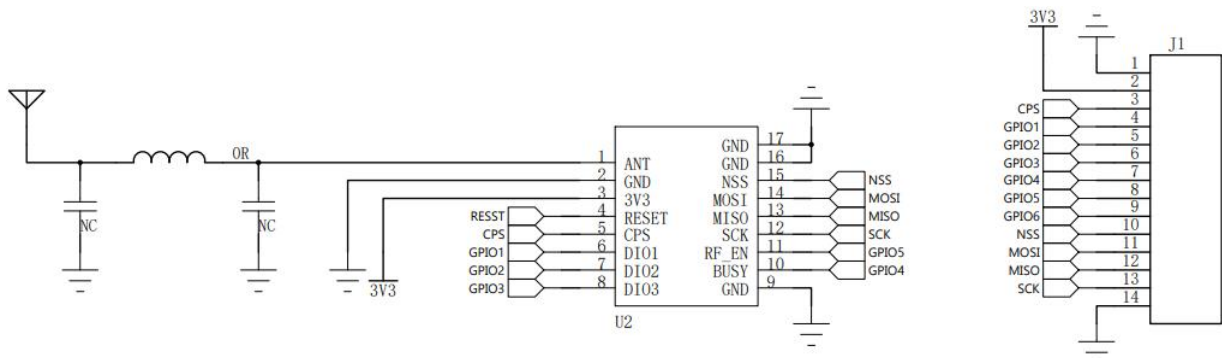 0R
NC
NC
1 ANT
2 GND
3 3V3
RESST 4 RESET
CPS 5 CPS
GPIO1 6 DIO1
GPIO2 7 DIO2
GPIO3 8 DIO3
3V3
GND 17
GND 16
NSS 15 NSS
MOSI 14 MOSI
MISO 13 MISO
SCK 12 SCK
RF_EN 11 GPIO5
BUSY 10 GPIO4
GND 9
U2
3V3
J1
1
2
CPS 3
GPIO1 4
GPIO2 5
GPIO3 6
GPIO4 7
GPIO5 8
GPIO6 9
NSS 10
MOSI 11
MISO 12
SCK 13
14